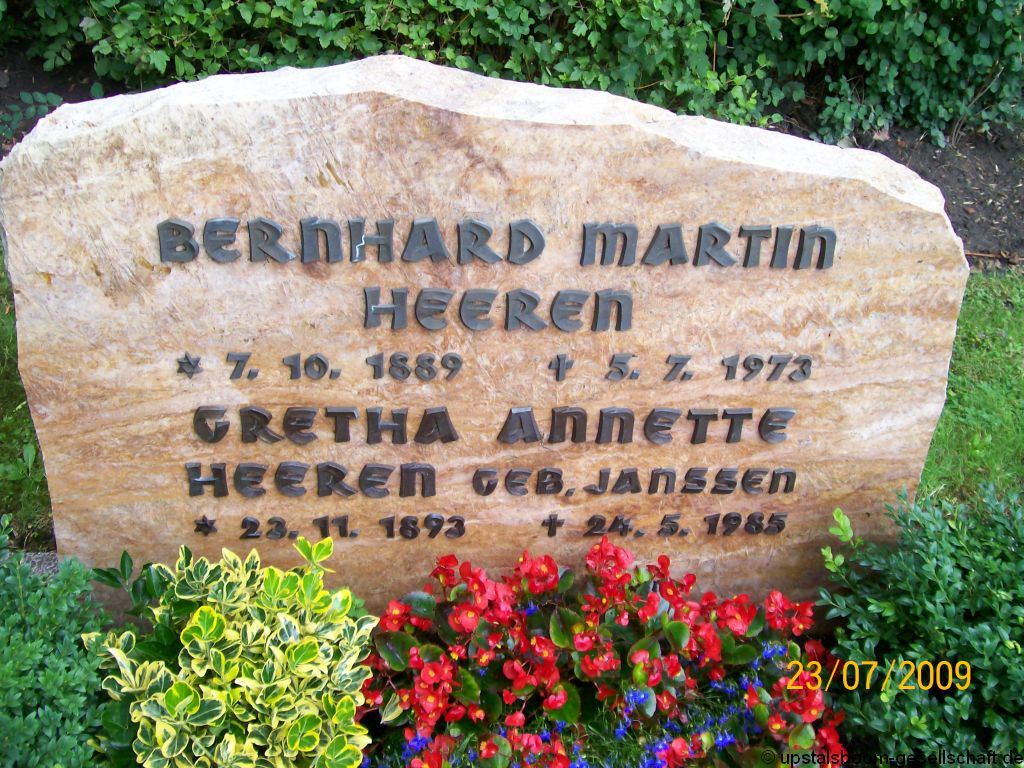 BERNHARD MARTIN
HEEREN
* 7. 10. 1889 † 5. 7. 1973
GRETHA ANNETTE
HEEREN GEB. JANSSEN
* 23. 11. 1893 † 24. 5. 1985
23/07/2009
© upstalsboom-gesellschaft.de